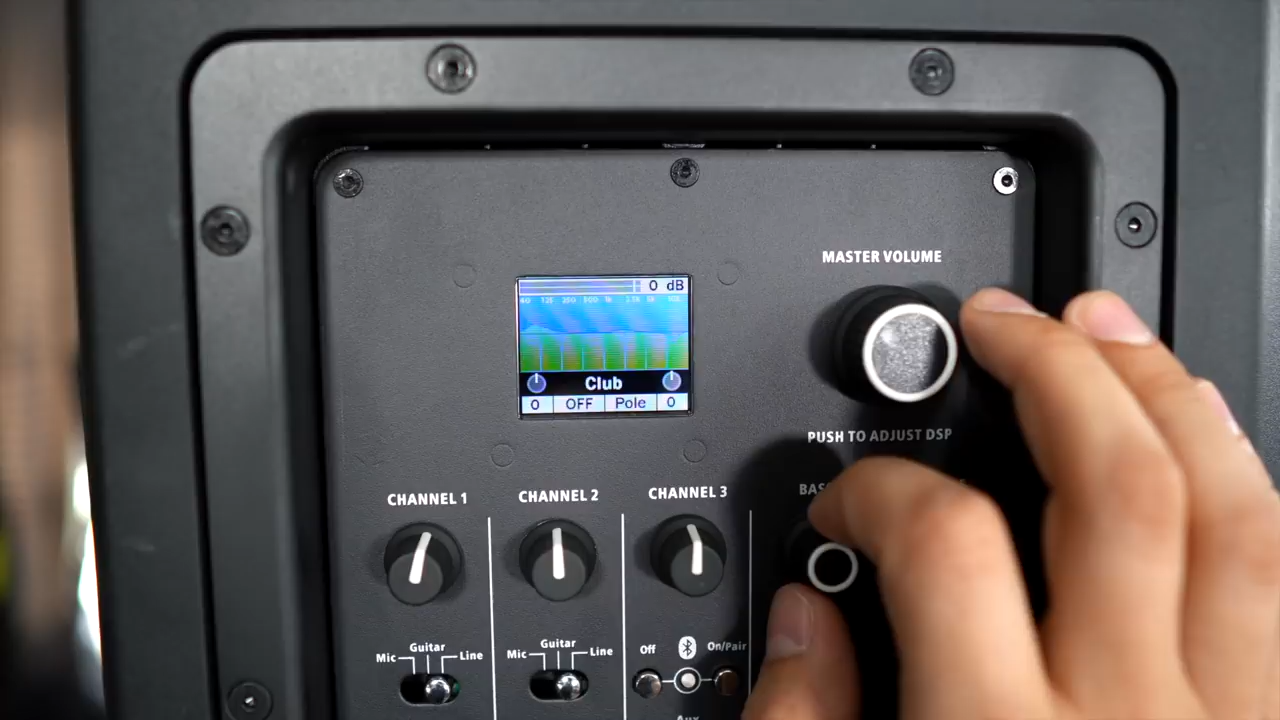 MASTER VOLUME
0 dB
Club
0 OFF Pole 0
PUSH TO ADJUST DSP
CHANNEL 1
CHANNEL 2
CHANNEL 3
Guitar
Mic
Line
Guitar
Mic
Line
Off
On/Pair